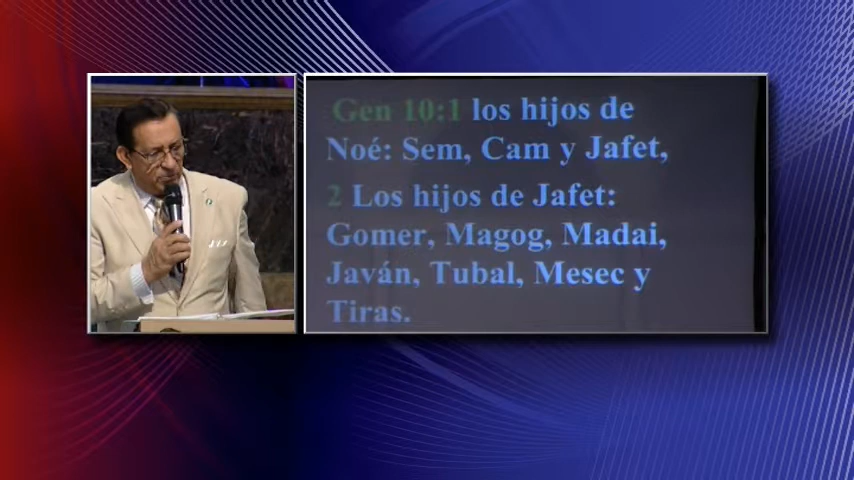 Gen 10:1 los hijos de
Noé: Sem, Cam y Jafet,
2 Los hijos de Jafet:
Gomer, Magog, Madai,
Javán, Tubal, Mesec y
Tiras.